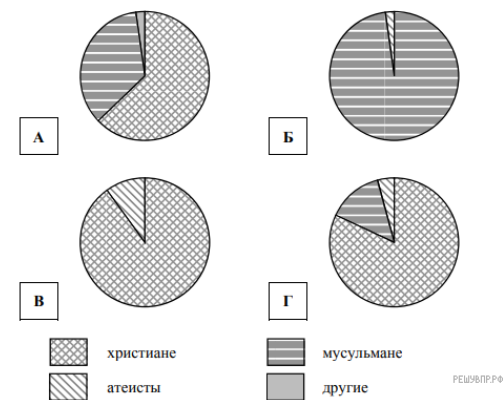 А
Б
В
Г
христиане
мусульмане
атеисты
другие
РЕШУВПР.РФ